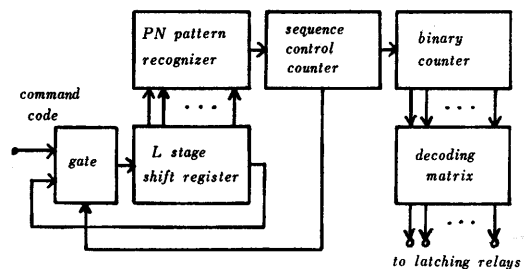 PN pattern
recognizer
sequence
control
counter
binary
counter
command
code
gate
L stage
shift register
decoding
matrix
to latching relays